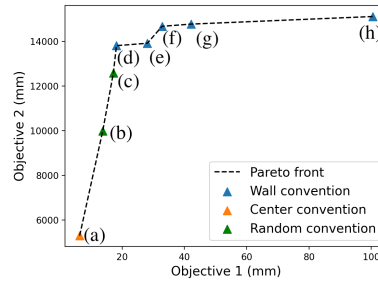 14000
12000
10000
8000
6000
Objective 2 (mm)
(a)
(b)
(c)
(d)
(e)
(f)
(g)
(h)
Pareto front
Wall convention
Center convention
Random convention
20
40
60
80
100
Objective 1 (mm)